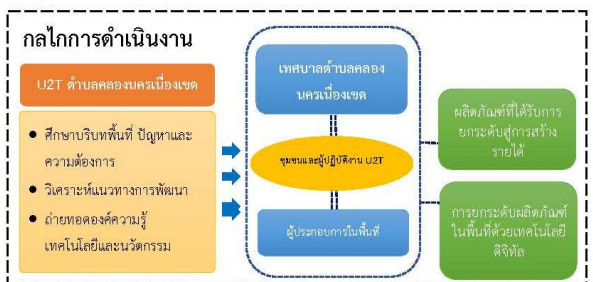 กลไกการดำเนินงาน
U2T ตำบลคลองนครเนื่องเขต
● ศึกษาบริบทพื้นที่ ปัญหาและ
ความต้องการ
● วิเคราะห์แนวทางการพัฒนา
● ถ่ายทอดองค์ความรู้
เทคโนโลยีและนวัตกรรม
เทศบาลตำบลคลอง
นครเนื่องเขต
ชุมชนและผู้ปฏิบัติงาน U2T
ผู้ประกอบการในพื้นที่
ผลิตภัณฑ์ที่ได้รับการ
ยกระดับสู่การสร้าง
รายได้
การยกระดับผลิตภัณฑ์
ในพื้นที่ด้วยเทคโนโลยี
ดิจิทัล